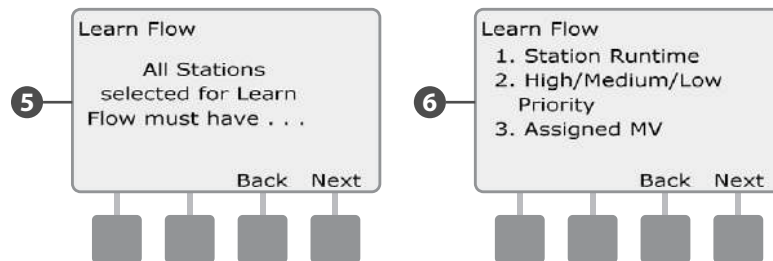 Learn Flow
All Stations
selected for Learn
Flow must have . . .
Back Next
5
Learn Flow
1. Station Runtime
2. High/Medium/Low
Priority
3. Assigned MV
Back Next
6